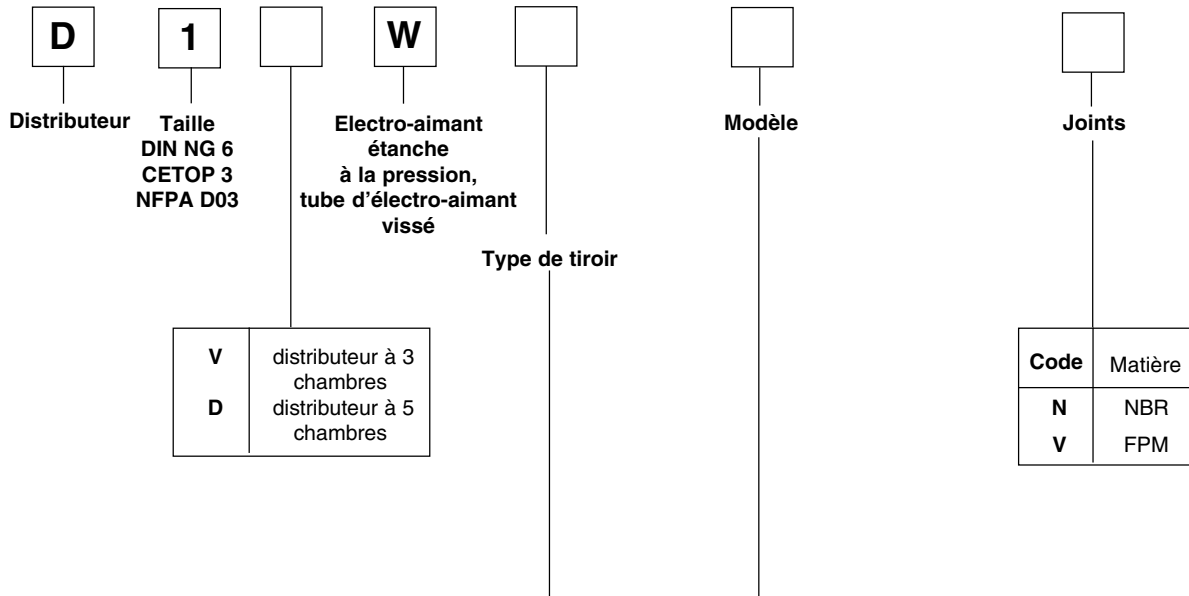 D 1 W
Distributeur
Taille
DIN NG 6
CETOP 3
NFPA D03
Electro-aimant
étanche
à la pression,
tube d'électro-aimant
vissé
Type de tiroir
Modèle
Joints
V distributeur à 3
chambres
D distributeur à 5
chambres
Code Matière
N NBR
V FPM